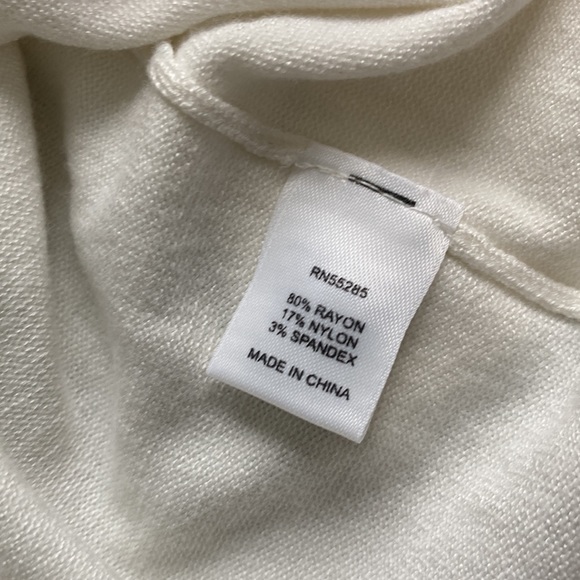 RN55285
80% RAYON
17% NYLON
3% SPANDEX
MADE IN CHINA